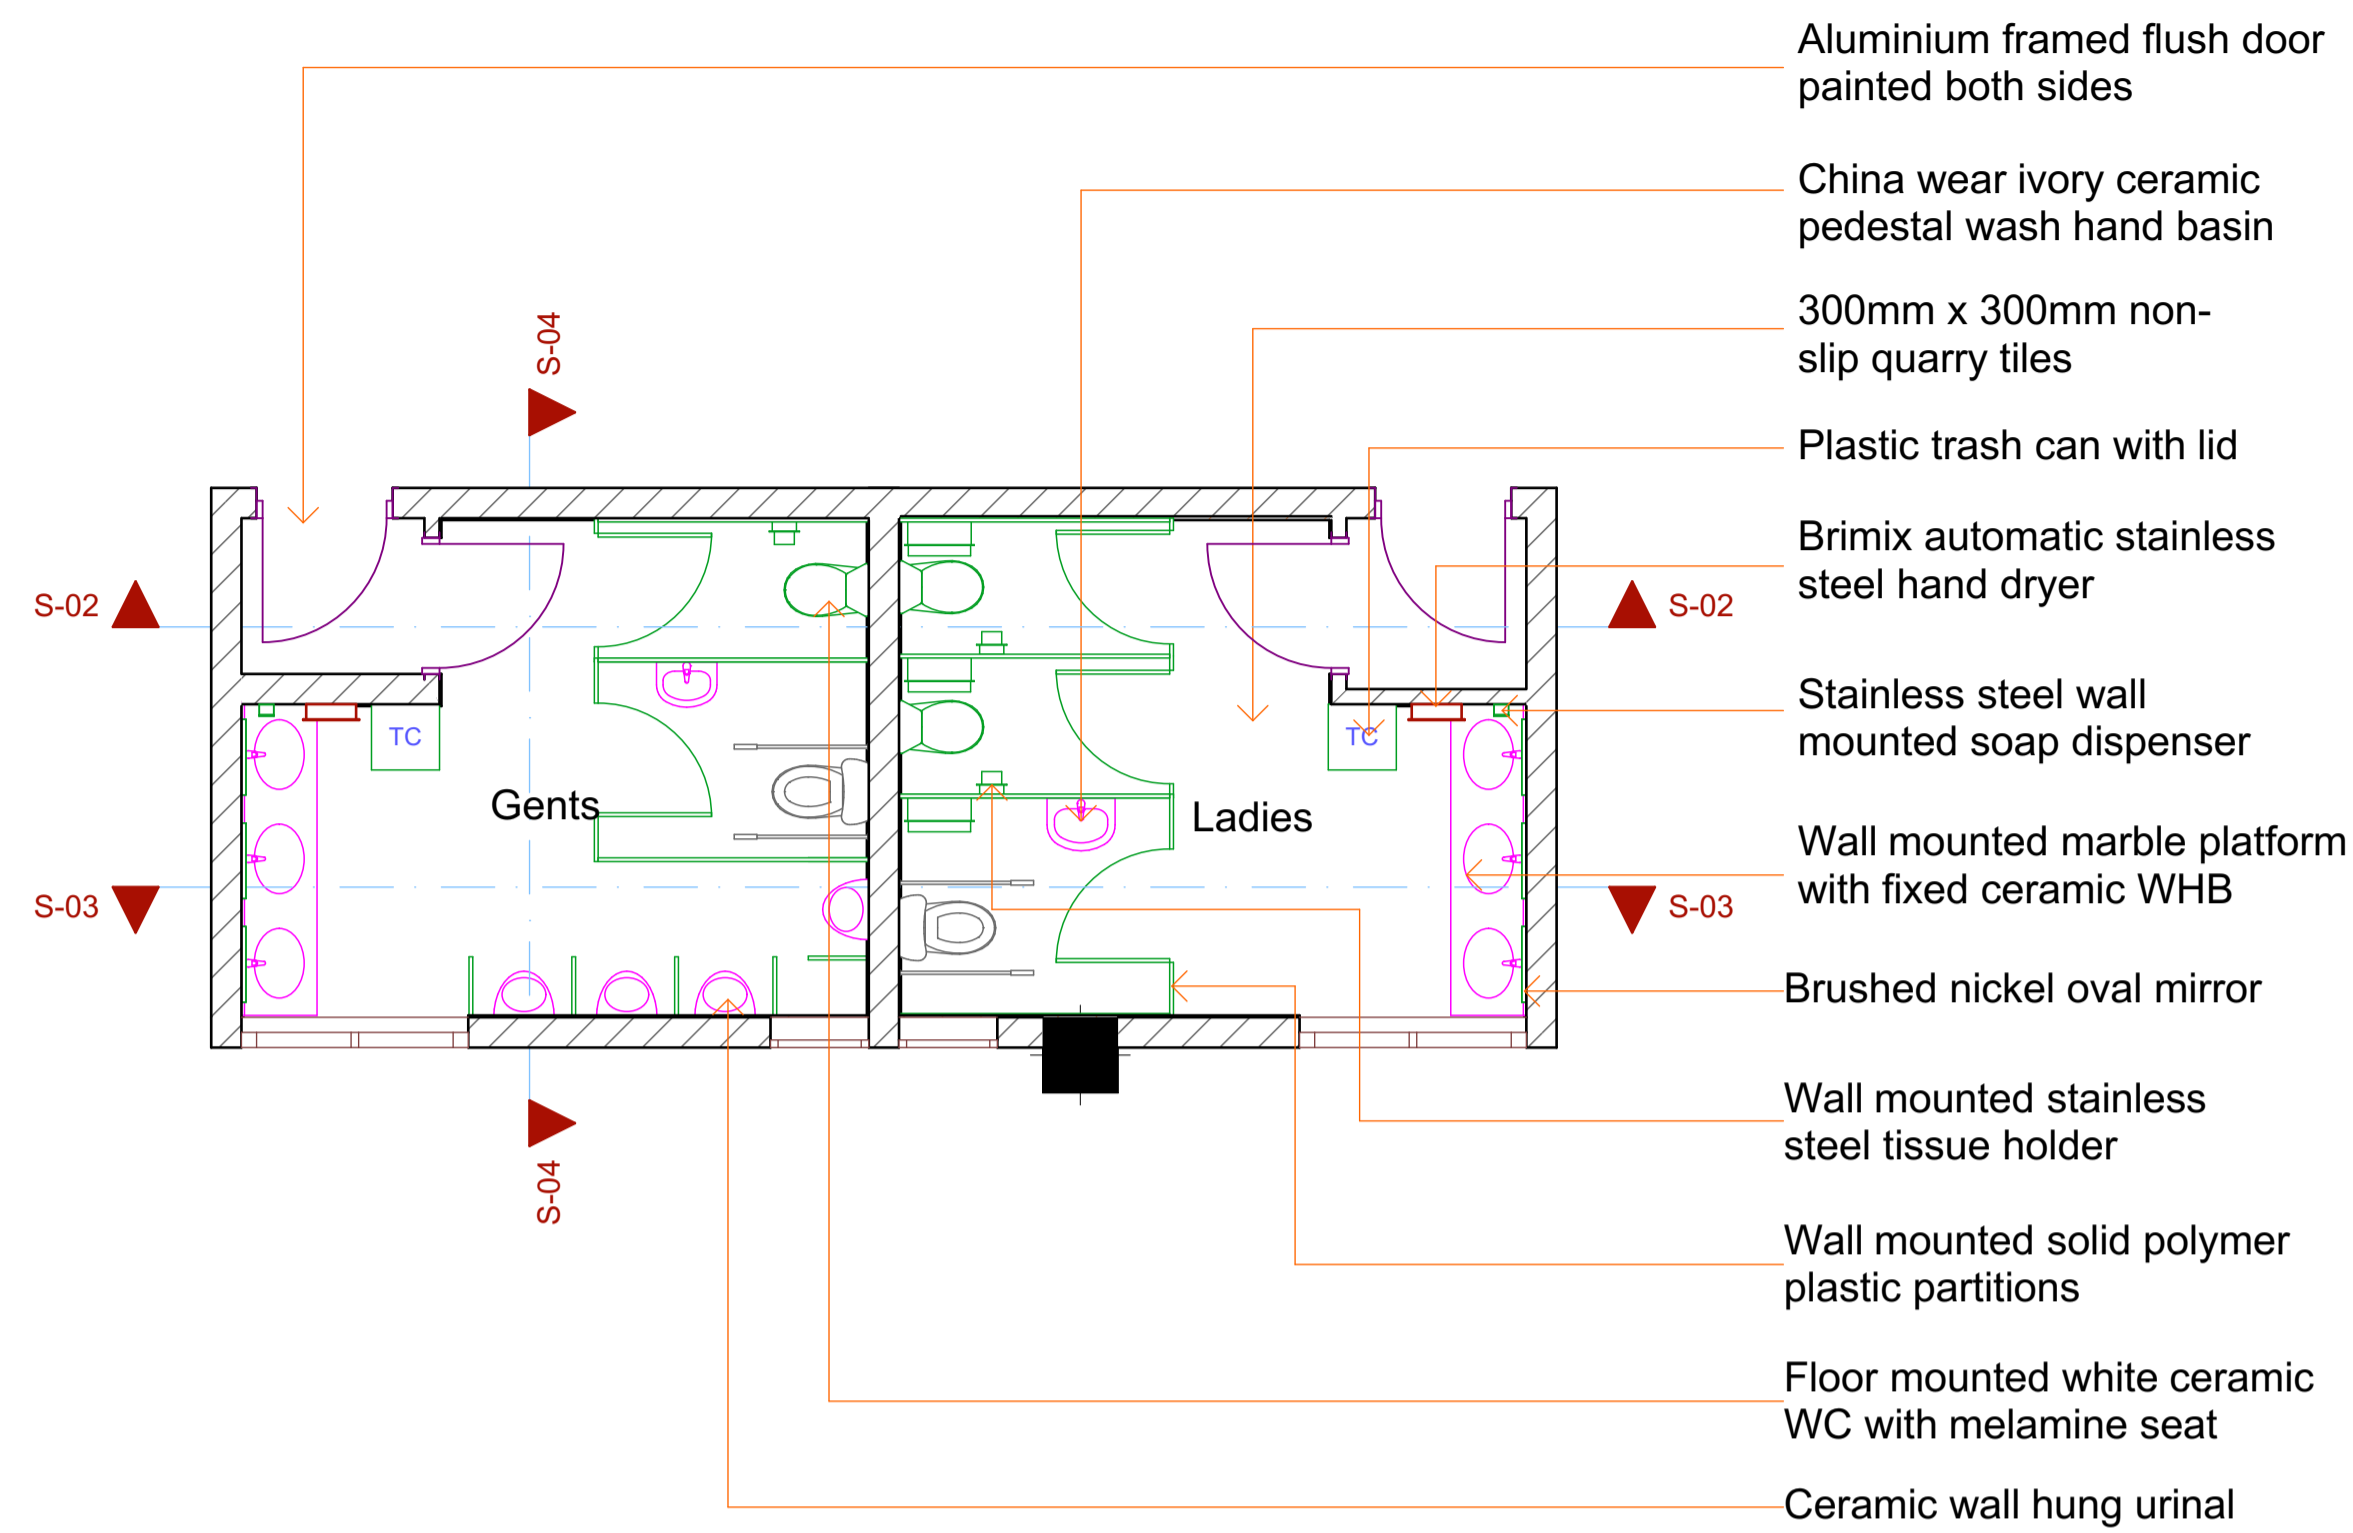 Aluminium framed flush door
painted both sides
China wear ivory ceramic
pedestal wash hand basin
300mm x 300mm non-
slip quarry tiles
S-04
Plastic trash can with lid
Brimix automatic stainless
steel hand dryer
S-02
S-02
Stainless steel wall
mounted soap dispenser
TC
TC
Gents
Ladies
Wall mounted marble platform
with fixed ceramic WHB
S-03
S-03
Brushed nickel oval mirror
Wall mounted stainless
steel tissue holder
S-04
Wall mounted solid polymer
plastic partitions
Floor mounted white ceramic
WC with melamine seat
Ceramic wall hung urinal